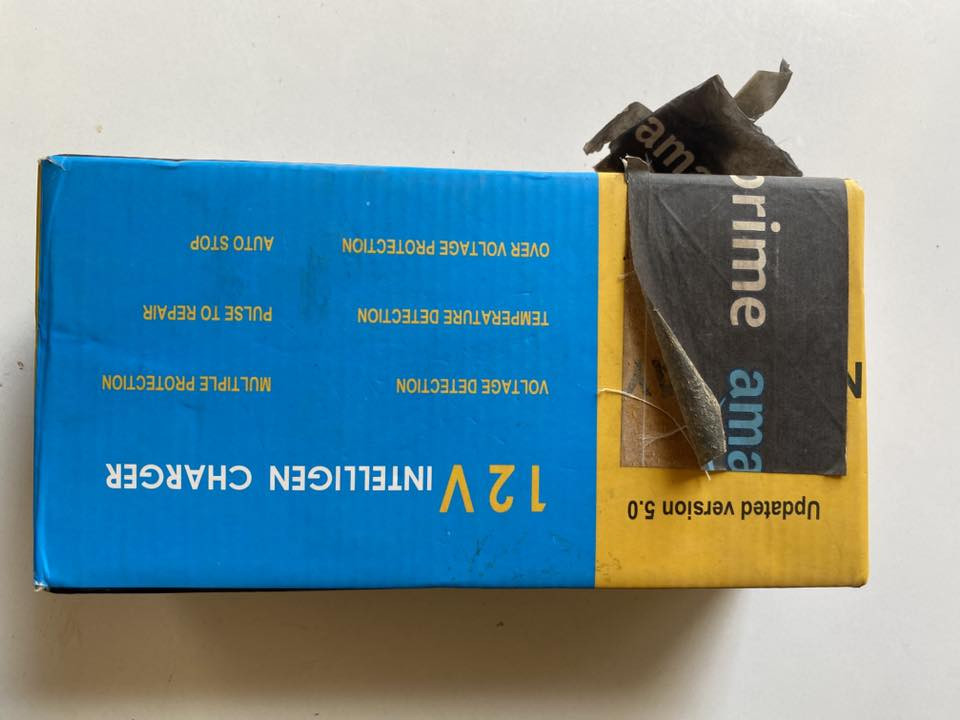 12V INTELLIGEN CHARGER
Updated version 5.0
VOLTAGE DETECTION MULTIPLE PROTECTION
TEMPERATURE DETECTION PULSE TO REPAIR
OVER VOLTAGE PROTECTION AUTO STOP
prime ama
ama